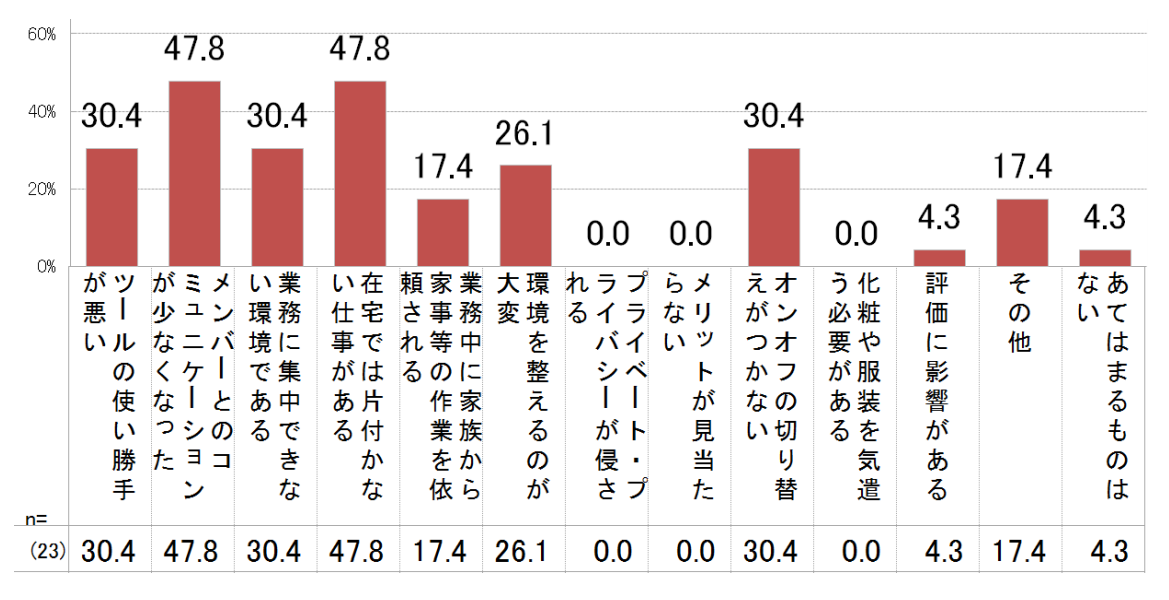 60%
40%
20%
0%
30.4
47.8
30.4
47.8
17.4
26.1
0.0
0.0
30.4
0.0
4.3
17.4
4.3
ツールの使い勝手
が悪い
メンバーとのコ
ミュニケーション
が少なくなった
業務に集中できな
い環境である
在宅では片付かな
い仕事がある
業務中に家族から
家事等の作業を依
頼される
環境を整えるのが
大変
プライベート・プ
ライバシーが侵さ
れる
メリットが見当た
らない
オンオフの切り替
えがつかない
化粧や服装を気遣
う必要がある
評価に影響がある
その他
あてはまるものは
ない
n=
(23) 30.4 47.8 30.4 47.8 17.4 26.1 0.0 0.0 30.4 0.0 4.3 17.4 4.3